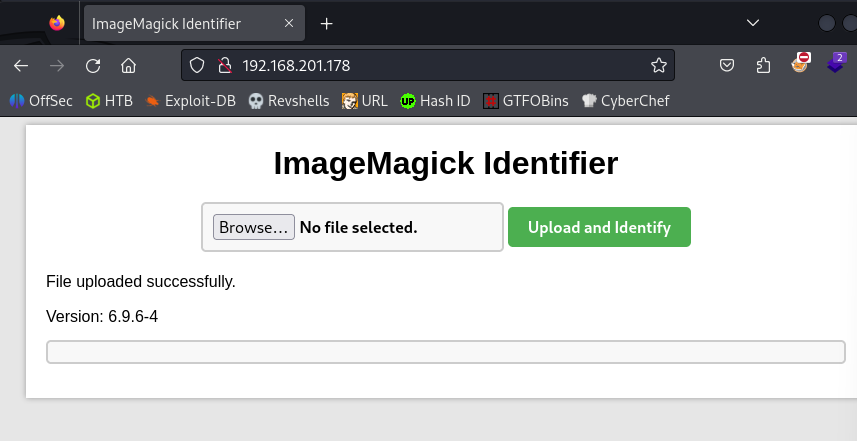 ImageMagick Identifier
192.168.201.178
2
OffSec HTB Exploit-DB Revshells URL UP Hash ID GTFOBins CyberChef
ImageMagick Identifier
Browse... No file selected. Upload and Identify
File uploaded successfully.
Version: 6.9.6-4